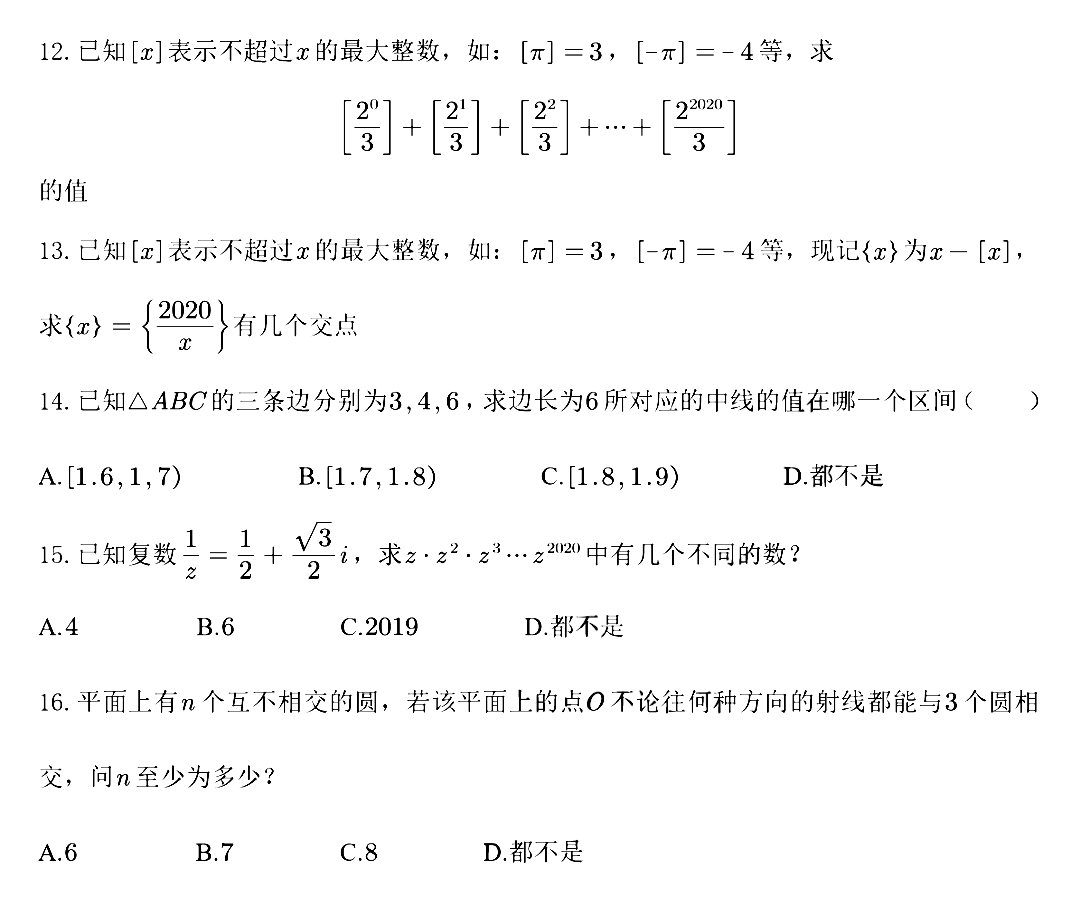 12. 已知[x]表示不超过x的最大整数，如：[π]=3，[-π]=-4等，求
[2^0/3]+[2^1/3]+[2^2/3]+⋯+[2^2020/3]
的值
13. 已知[x]表示不超过x的最大整数，如：[π]=3，[-π]=-4等，现记{x}为x-[x]，
求{x}={2020/x}有几个交点
14. 已知△ABC的三条边分别为3,4,6，求边长为6所对应的中线的值在哪一个区间（  ）
A.[1.6,1,7) B.[1.7,1.8) C.[1.8,1.9) D.都不是
15. 已知复数1/z=1/2+√3/2 i，求z·z²·z³⋯z²⁰²⁰中有几个不同的数？
A.4 B.6 C.2019 D.都不是
16. 平面上有n个互不相交的圆，若该平面上的点O不论往何种方向的射线都能与3个圆相
交，问n至少为多少？
A.6 B.7 C.8 D.都不是